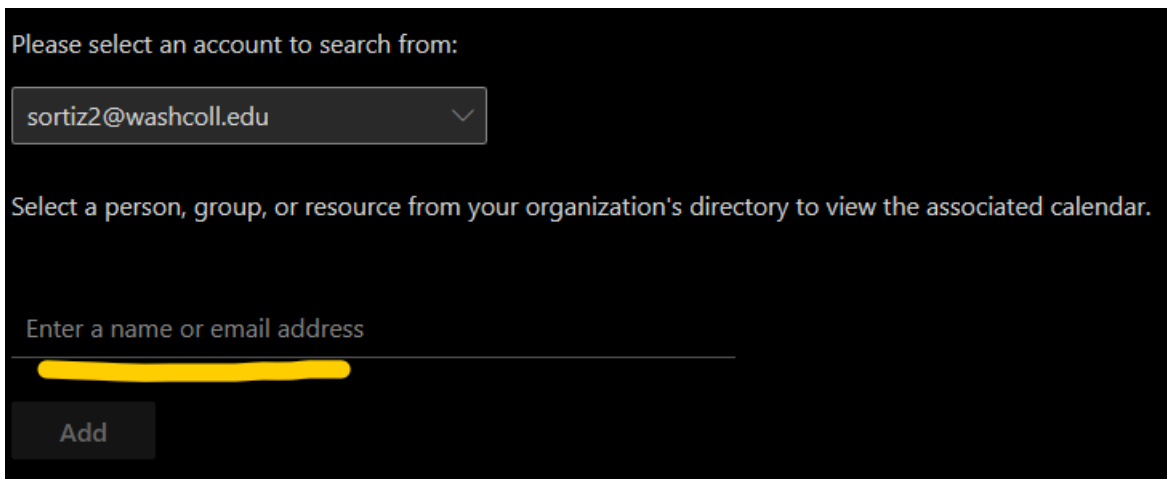 Please select an account to search from:
sortiz2@washcoll.edu
Select a person, group, or resource from your organization's directory to view the associated calendar.
Enter a name or email address
Add